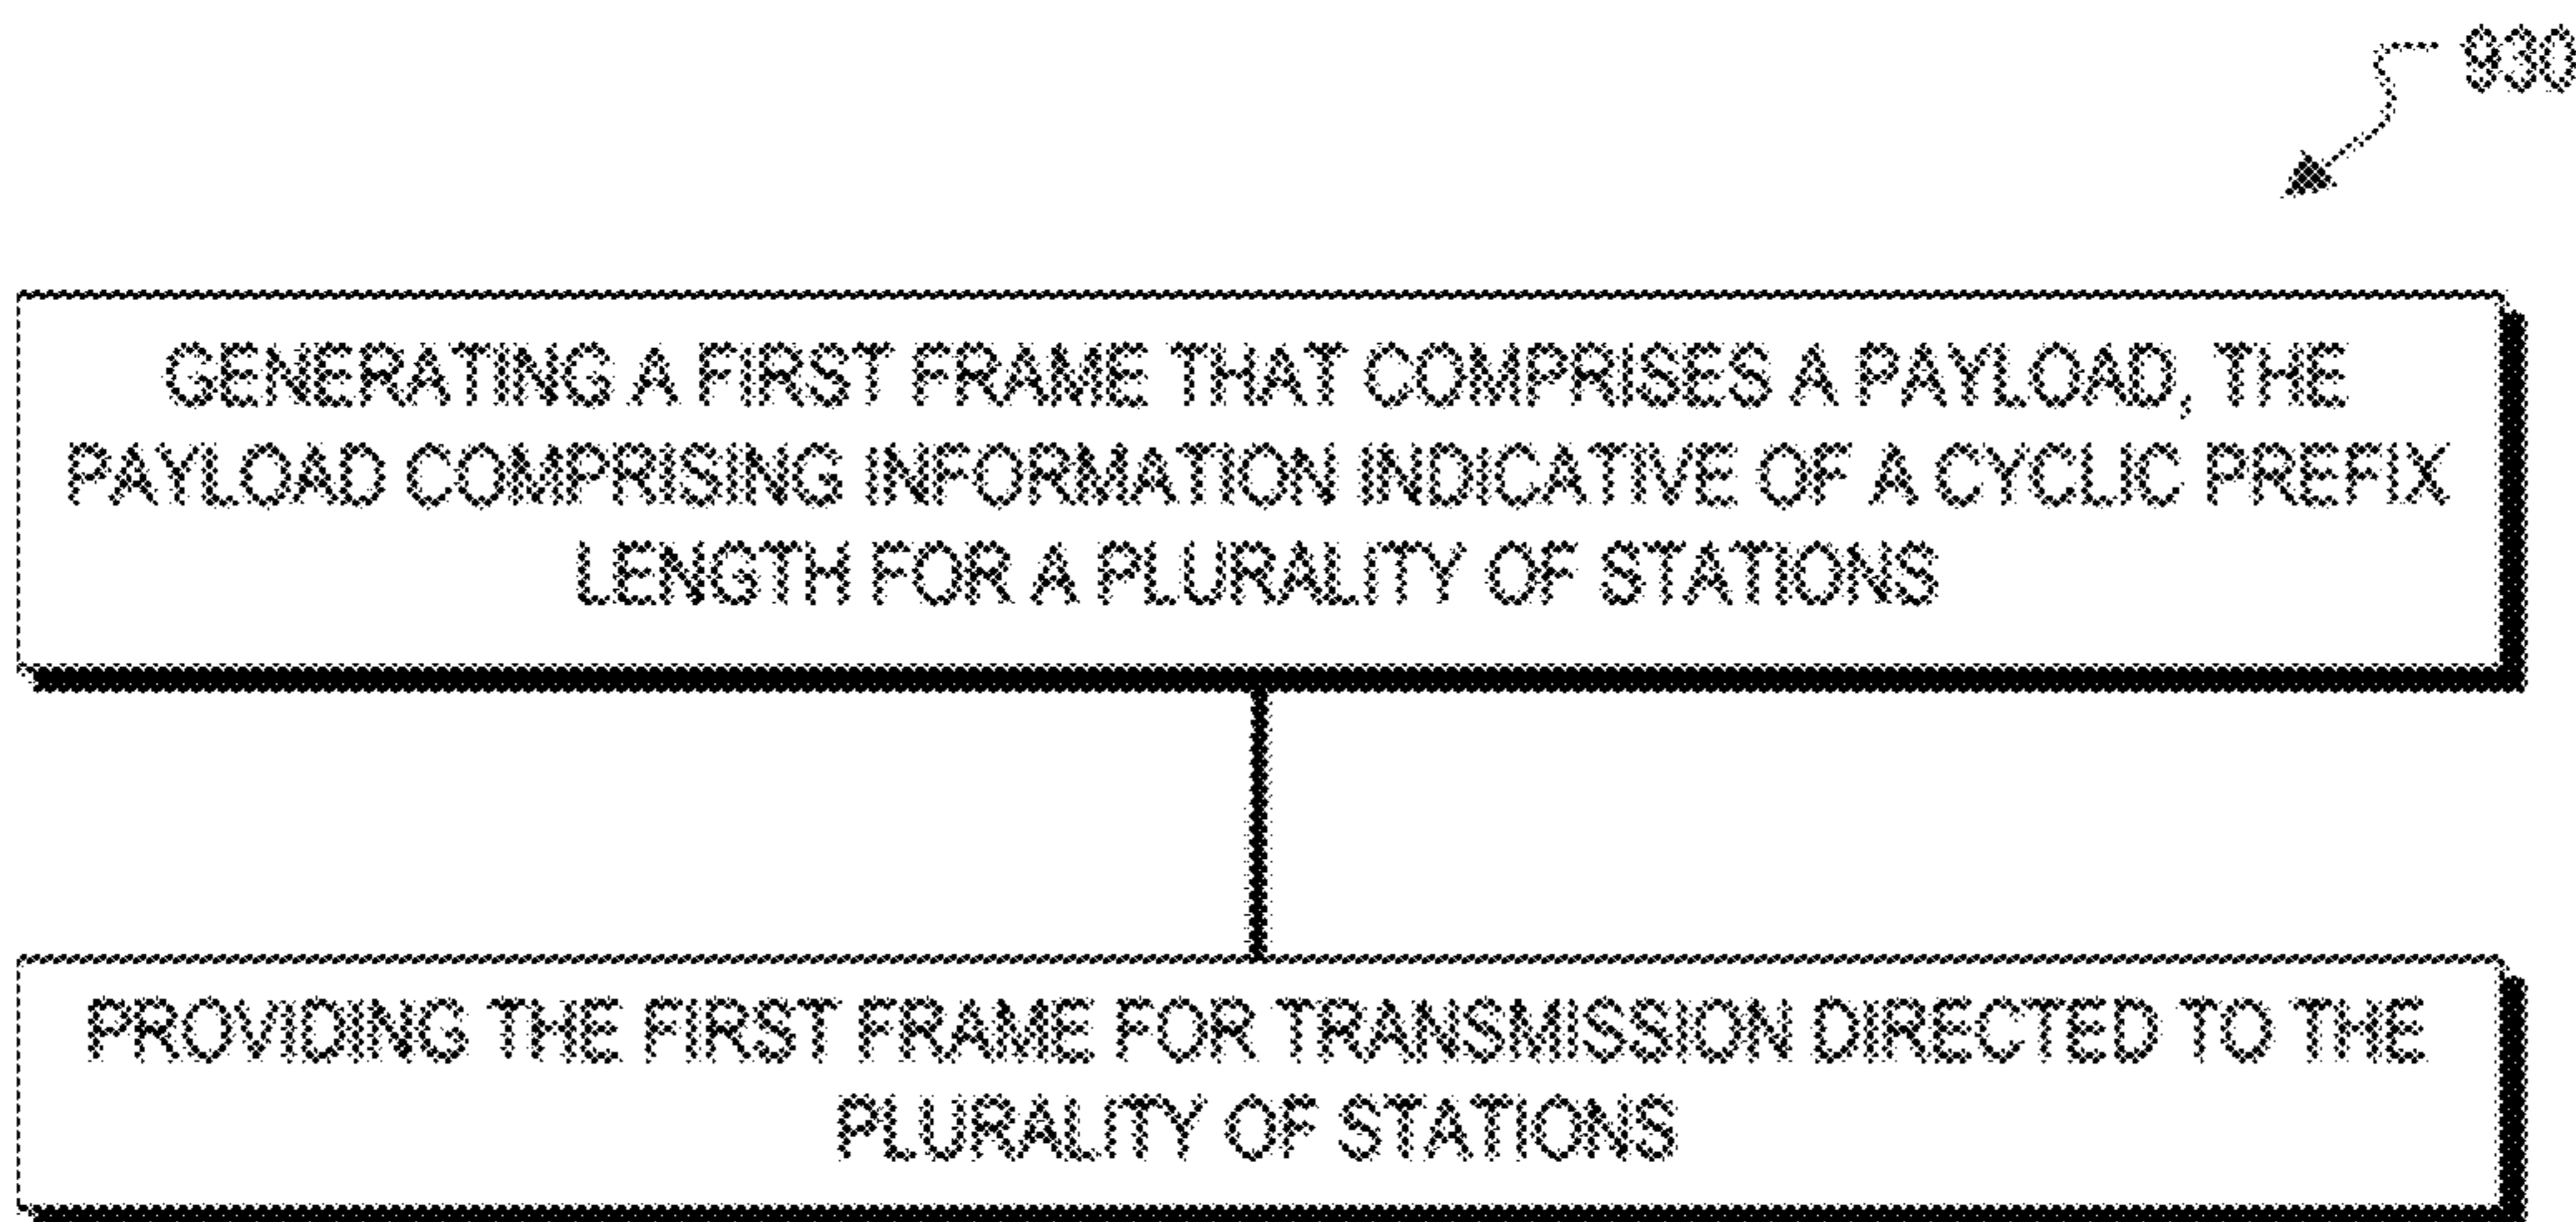 930
GENERATING A FIRST FRAME THAT COMPRISES A PAYLOAD, THE
PAYLOAD COMPRISING INFORMATION INDICATIVE OF A CYCLIC PREFIX
LENGTH FOR A PLURALITY OF STATIONS
PROVIDING THE FIRST FRAME FOR TRANSMISSION DIRECTED TO THE
PLURALITY OF STATIONS